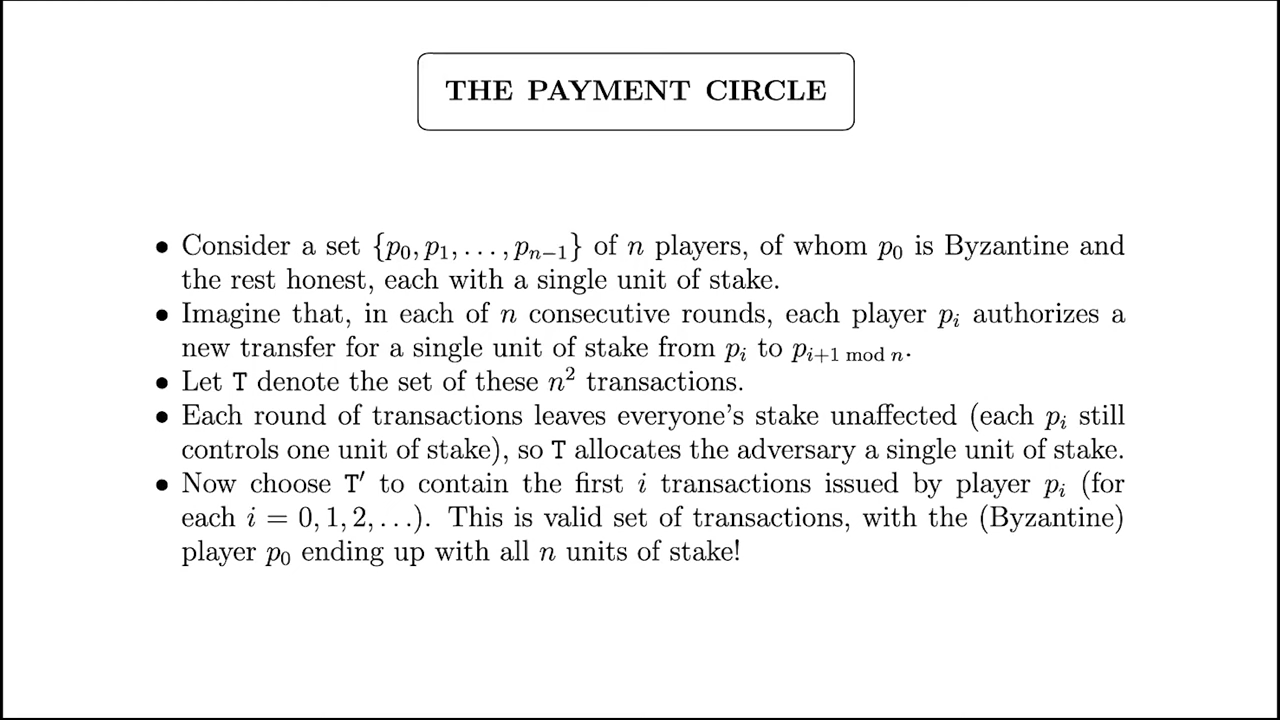 THE PAYMENT CIRCLE
• Consider a set {p₀, p₁, . . . , pₙ₋₁} of n players, of whom p₀ is Byzantine and
the rest honest, each with a single unit of stake.
• Imagine that, in each of n consecutive rounds, each player pᵢ authorizes a
new transfer for a single unit of stake from pᵢ to pᵢ₊₁ mod n.
• Let T denote the set of these n² transactions.
• Each round of transactions leaves everyone's stake unaffected (each pᵢ still
controls one unit of stake), so T allocates the adversary a single unit of stake.
• Now choose T′ to contain the first i transactions issued by player pᵢ (for
each i = 0, 1, 2, . . .). This is valid set of transactions, with the (Byzantine)
player p₀ ending up with all n units of stake!